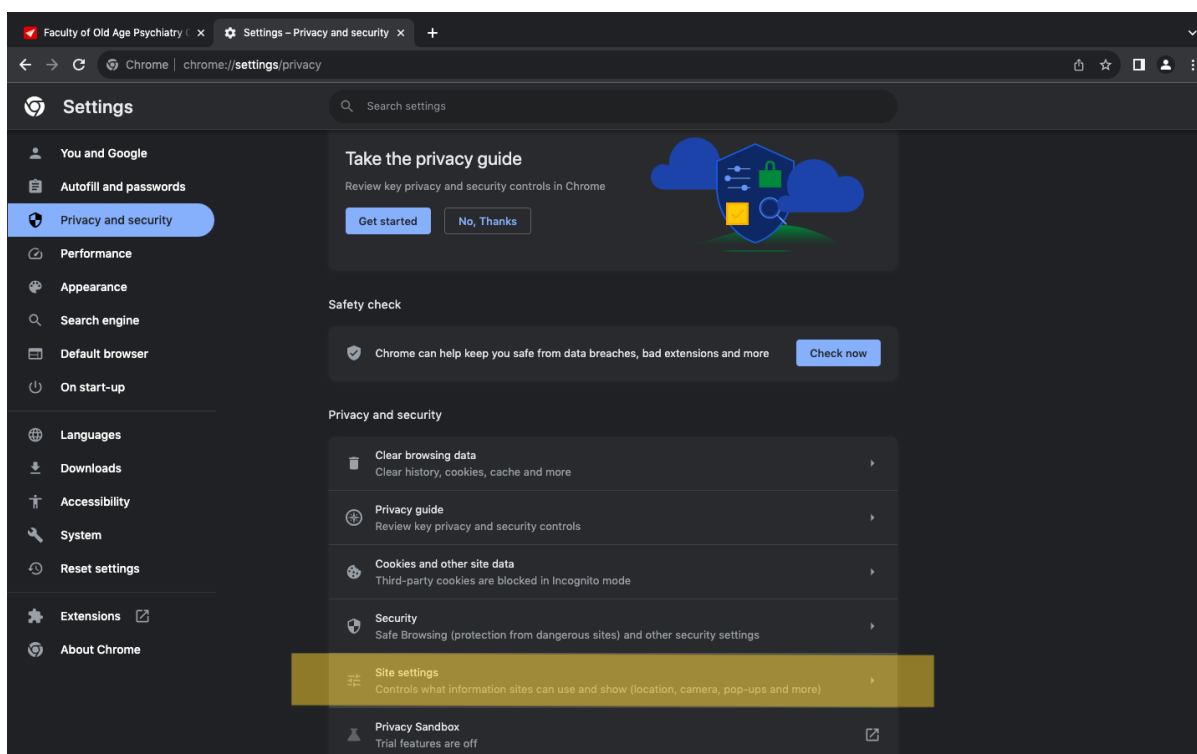 Faculty of Old Age Psychiatry
Settings – Privacy and security
Chrome | chrome://settings/privacy
Settings
Search settings
You and Google
Autofill and passwords
Privacy and security
Performance
Appearance
Search engine
Default browser
On start-up
Languages
Downloads
Accessibility
System
Reset settings
Extensions
About Chrome
Take the privacy guide
Review key privacy and security controls in Chrome
Get started
No, Thanks
Safety check
Chrome can help keep you safe from data breaches, bad extensions and more
Check now
Privacy and security
Clear browsing data
Clear history, cookies, cache and more
Privacy guide
Review key privacy and security controls
Cookies and other site data
Third-party cookies are blocked in Incognito mode
Security
Safe Browsing (protection from dangerous sites) and other security settings
Site settings
Controls what information sites can use and show (location, camera, pop-ups and more)
Privacy Sandbox
Trial features are off